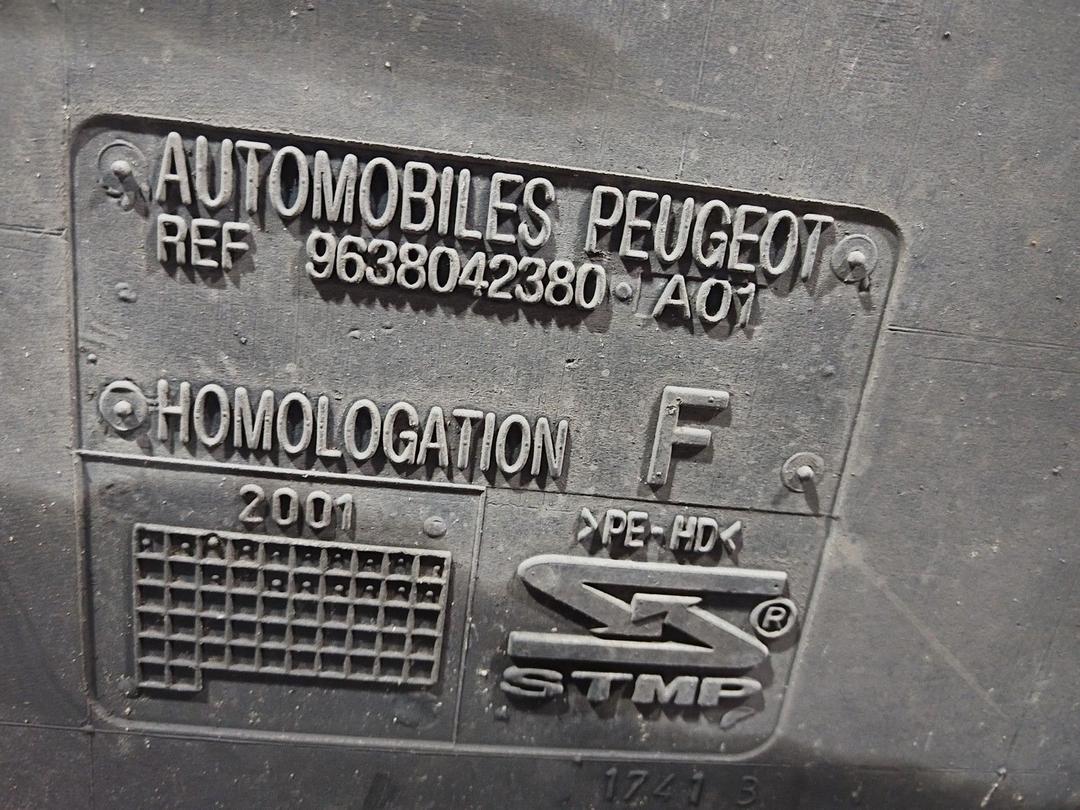 AUTOMOBILES PEUGEOT
REF 9638042380 A01
HOMOLOGATION F
2001
>PE-HD<
®
STMP
1741 3